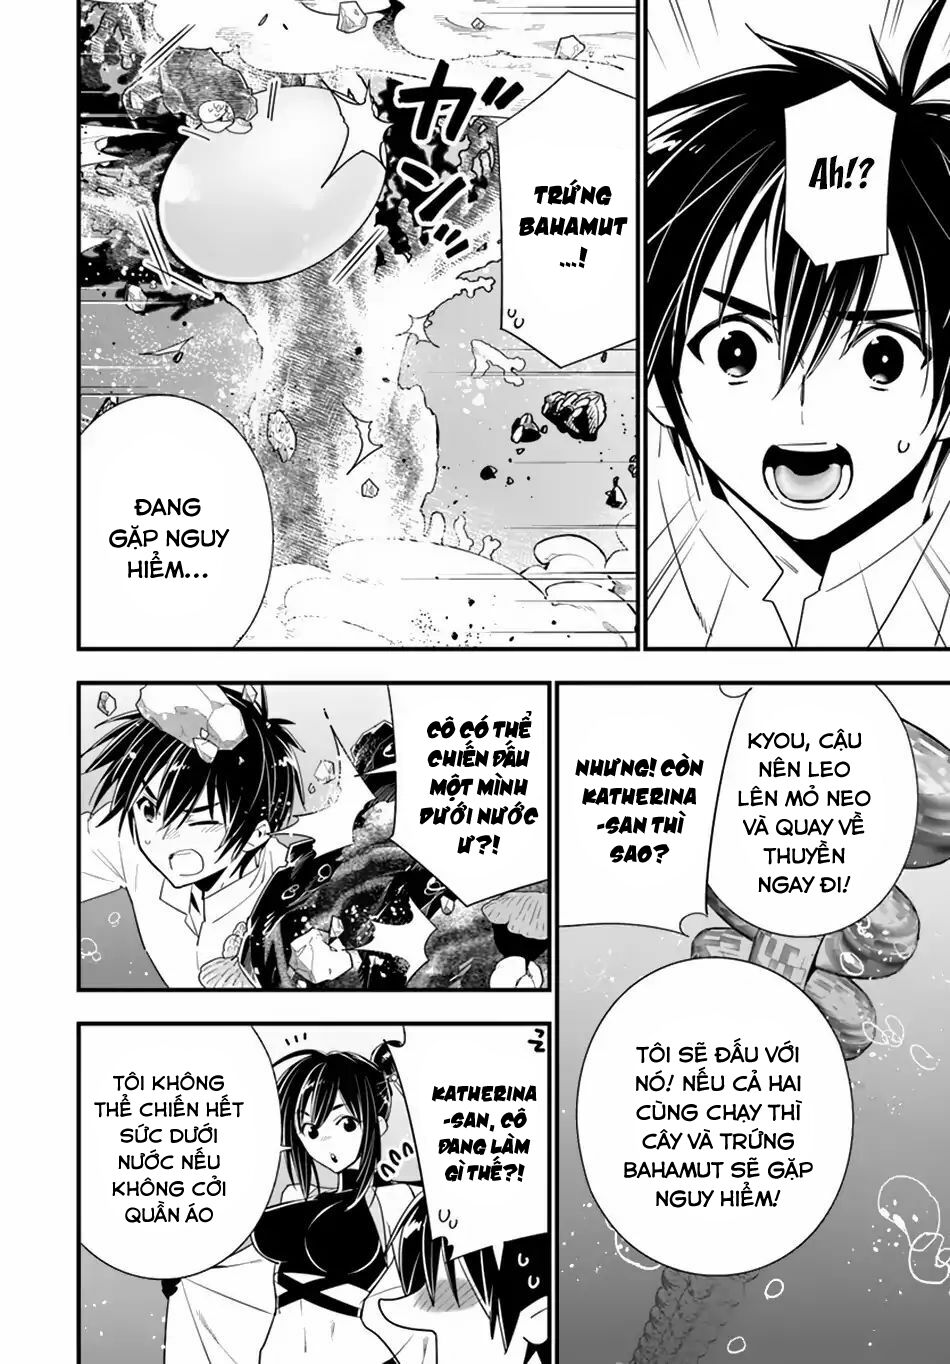 Ah!?
TRỨNG
BAHAMUT
...!
ガンッ
ĐANG
GẶP NGUY
HIỂM...
KYOU, CẬU
NÊN LEO
LÊN MỎ NEO
VÀ QUAY VỀ
THUYỀN
NGAY ĐI!
NHƯNG! CÒN
KATHERINA
-SAN THÌ
SAO?
TÔI SẼ ĐẤU VỚI
NÓ! NẾU CẢ HAI
CÙNG CHẠY THÌ
CÂY VÀ TRỨNG
BAHAMUT SẼ GẶP
NGUY HIỂM!
CÔ CÓ THỂ
CHIẾN ĐẤU
MỘT MÌNH
DƯỚI NƯỚC
Ư?!
KATHERINA
-SAN, CÔ
ĐANG LÀM
GÌ THẾ?!
TÔI KHÔNG
THỂ CHIẾN HẾT
SỨC DƯỚI
NƯỚC NẾU
KHÔNG CỞI
QUẦN ÁO